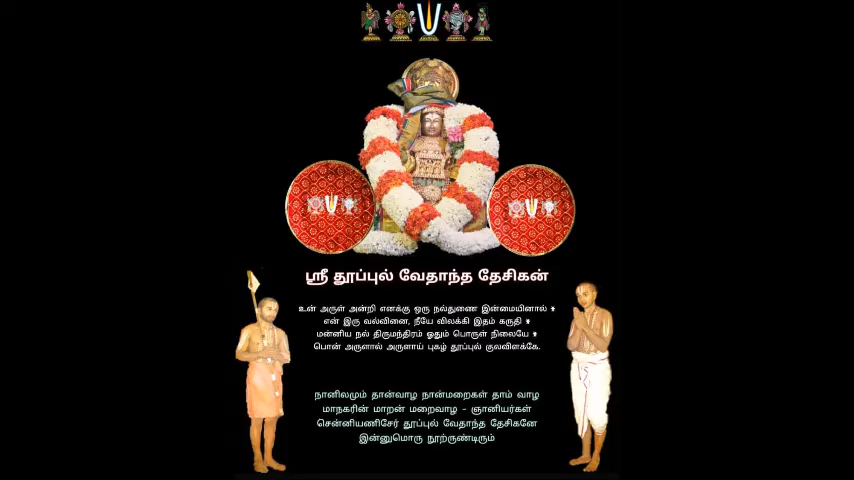 ஸ்ரீ தூப்புல் வேதாந்த தேசிகன்
உன் அருள் அன்றி எனக்கு ஒரு நல்துணை இன்மையினால் *
என் இரு வல்வினை, நீயே விலக்கி இதம் கருதி *
மன்னிய நல் திருமந்திரம் ஓதும் பொருள் நிலையே *
பொன் அருளால் அருளாய் புகழ் தூப்புல் குலவிளக்கே.
நானிலமும் தான்வாழ நான்மறைகள் தாம் வாழ
மாநகரின் மாறன் மறைவாழ - ஞானியர்கள்
சென்னியணிசேர் தூப்புல் வேதாந்த தேசிகனே
இன்னுமொரு நூற்ருண்டிரும்